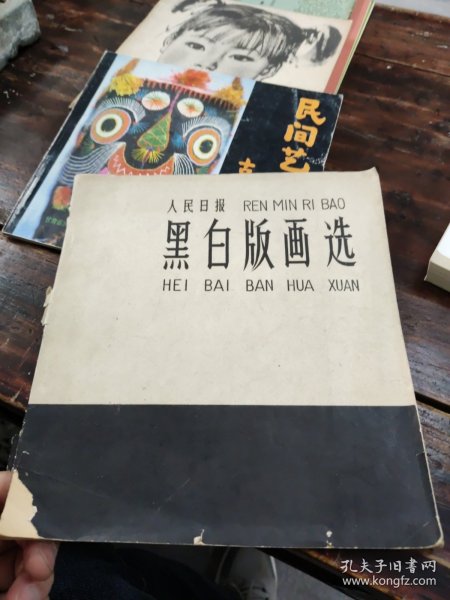 民间艺
人民日报 REN MIN RI BAO
黑白版画选
HEI BAI BAN HUA XUAN
孔夫子旧书网
www.kongfz.com